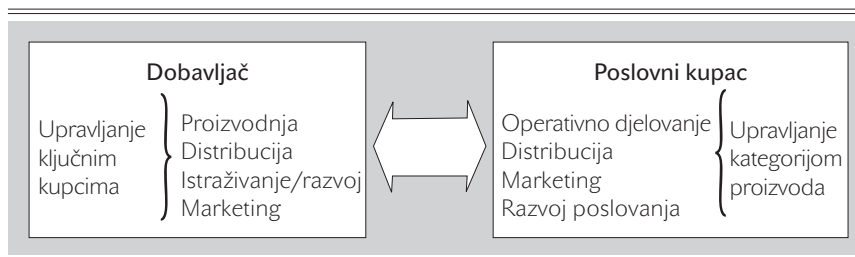 Dobavljač
Upravljanje
ključnim
kupcima
Proizvodnja
Distribucija
Istraživanje/razvoj
Marketing
Poslovni kupac
Operativno djelovanje
Distribucija
Marketing
Razvoj poslovanja
Upravljanje
kategorijom
proizvoda